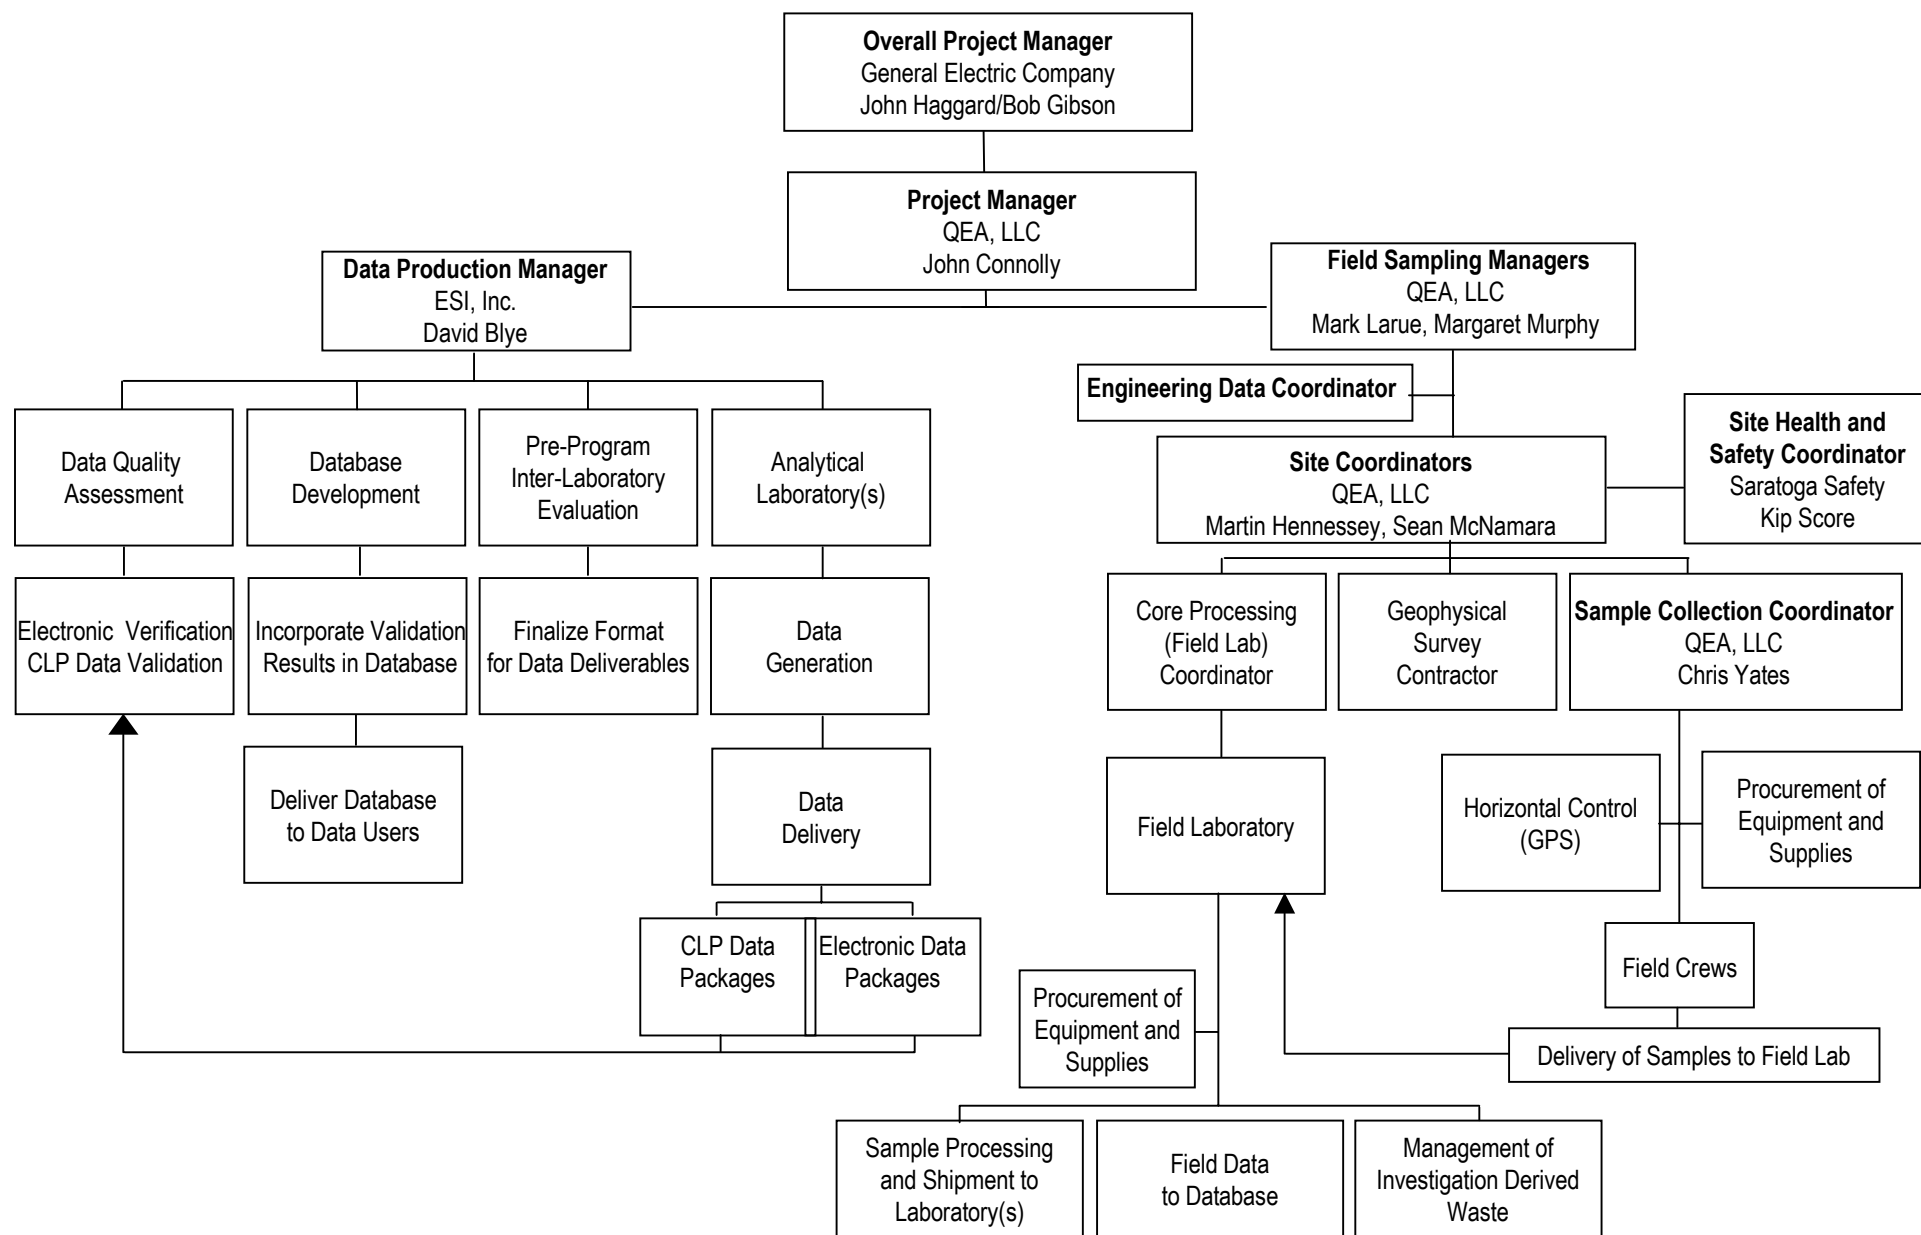 Overall Project Manager
General Electric Company
John Haggard/Bob Gibson
Project Manager
QEA, LLC
John Connolly
Data Production Manager
ESI, Inc.
David Blye
Field Sampling Managers
QEA, LLC
Mark Larue, Margaret Murphy
Engineering Data Coordinator
Site Health and
Safety Coordinator
Saratoga Safety
Kip Score
Site Coordinators
QEA, LLC
Martin Hennessey, Sean McNamara
Data Quality
Assessment
Database
Development
Pre-Program
Inter-Laboratory
Evaluation
Analytical
Laboratory(s)
Electronic Verification
CLP Data Validation
Incorporate Validation
Results in Database
Finalize Format
for Data Deliverables
Data
Generation
Core Processing
(Field Lab)
Coordinator
Geophysical
Survey
Contractor
Sample Collection Coordinator
QEA, LLC
Chris Yates
Deliver Database
to Data Users
Data
Delivery
Field Laboratory
Horizontal Control
(GPS)
Procurement of
Equipment and
Supplies
CLP Data
Packages
Electronic Data
Packages
Field Crews
Procurement of
Equipment and
Supplies
Delivery of Samples to Field Lab
Sample Processing
and Shipment to
Laboratory(s)
Field Data
to Database
Management of
Investigation Derived
Waste